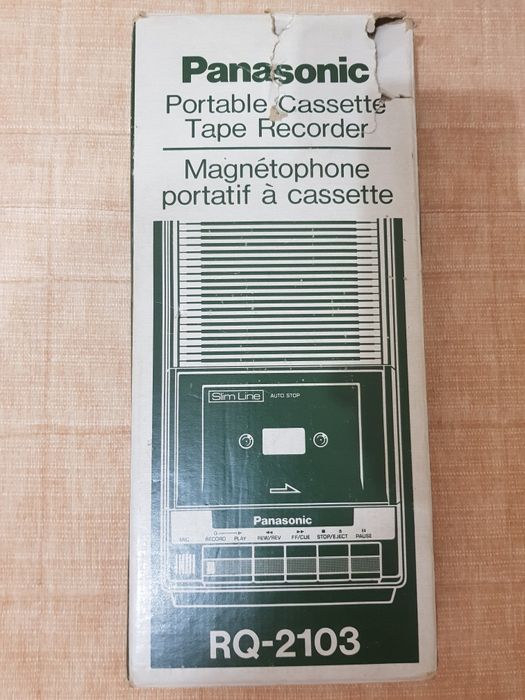 Panasonic
Portable Cassette
Tape Recorder
Magnétophone
portatif à cassette
Slim Line AUTO STOP
Panasonic
MIC RECORD PLAY REW/REV FF/CUE STOP/EJECT PAUSE
RQ-2103